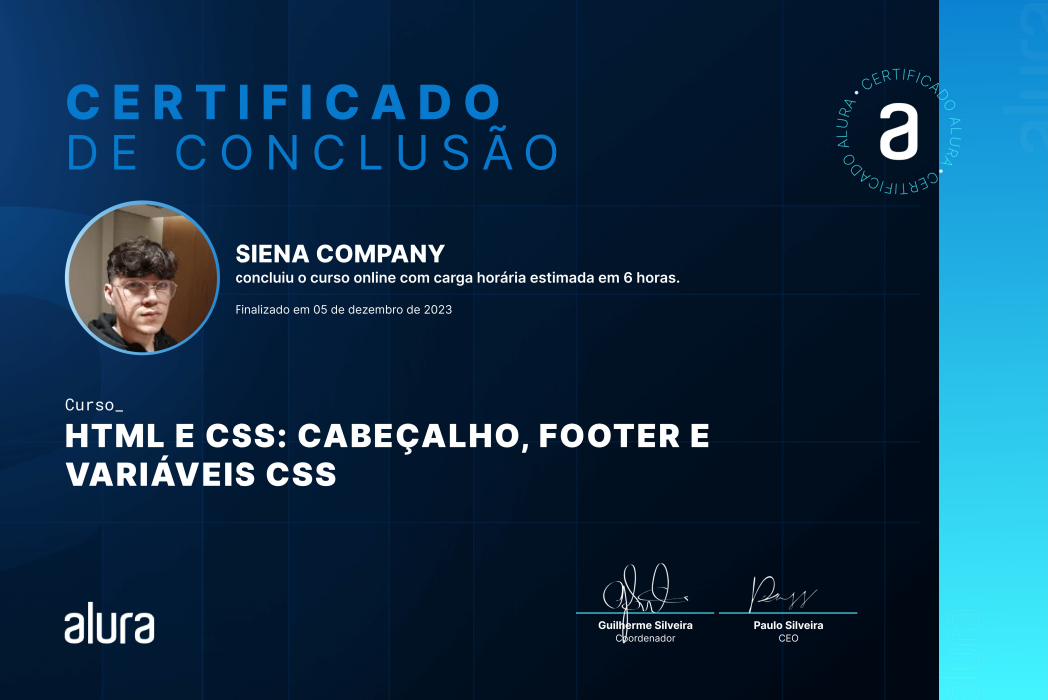 CERTIFICADO
DE CONCLUSÃO
CERTIFICADO ALURA • CERTIFICADO ALURA •
a
SIENA COMPANY
concluiu o curso online com carga horária estimada em 6 horas.
Finalizado em 05 de dezembro de 2023
Curso_
HTML E CSS: CABEÇALHO, FOOTER E
VARIÁVEIS CSS
alura
Guilherme Silveira
Coordenador
Paulo Silveira
CEO
alura